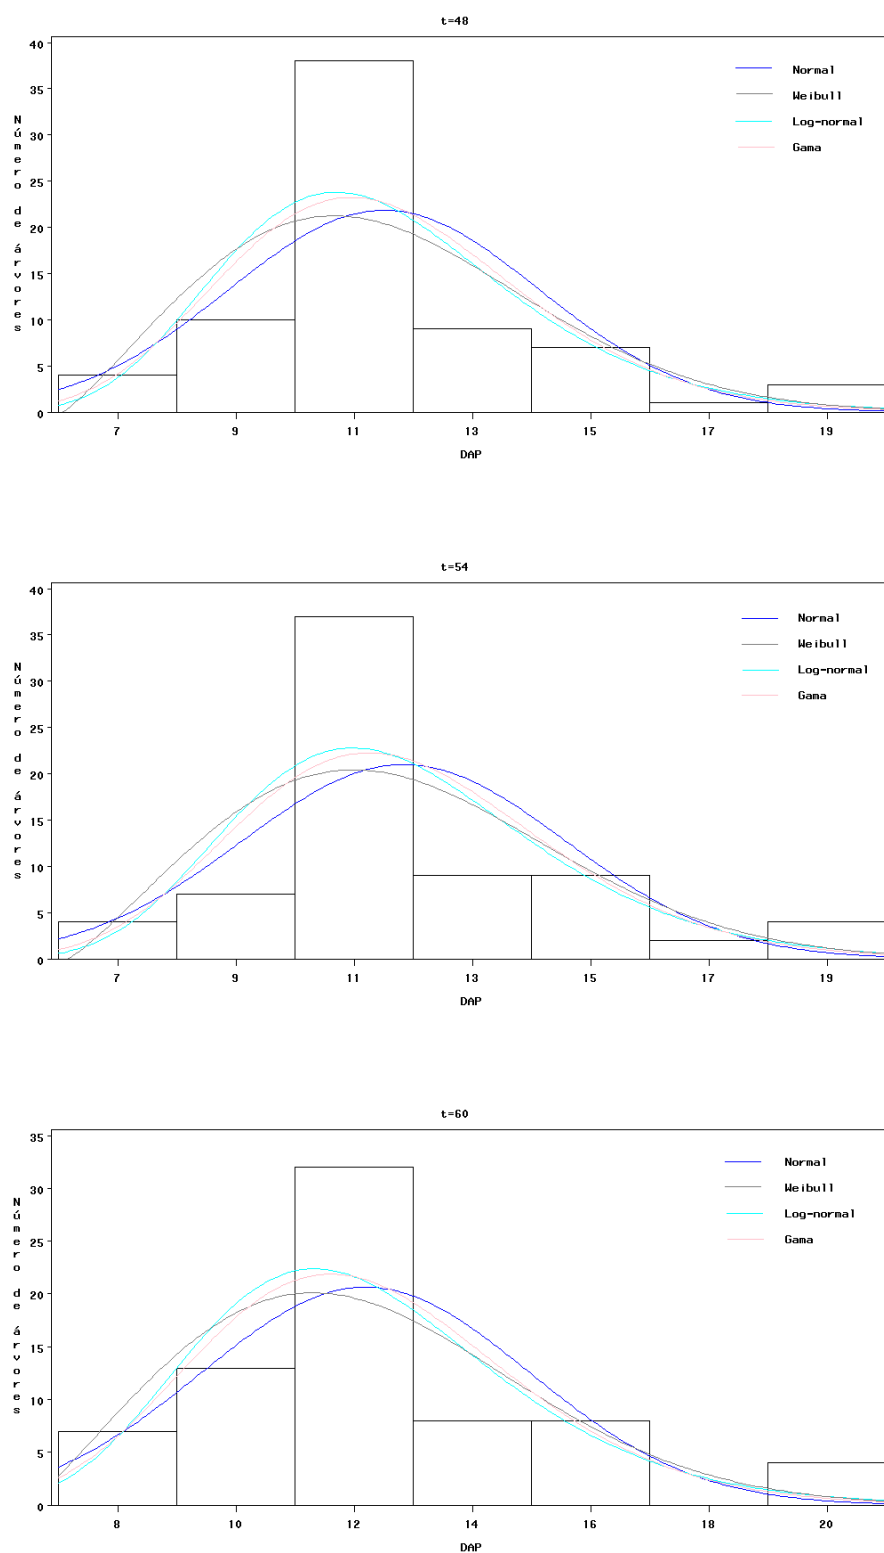 t=48
Número de árvores
40
35
30
25
20
15
10
5
0
Normal
Weibull
Log-normal
Gama
7 9 11 13 15 17 19
DAP
t=54
Número de árvores
40
35
30
25
20
15
10
5
0
Normal
Weibull
Log-normal
Gama
7 9 11 13 15 17 19
DAP
t=60
Número de árvores
35
30
25
20
15
10
5
0
Normal
Weibull
Log-normal
Gama
8 10 12 14 16 18 20
DAP